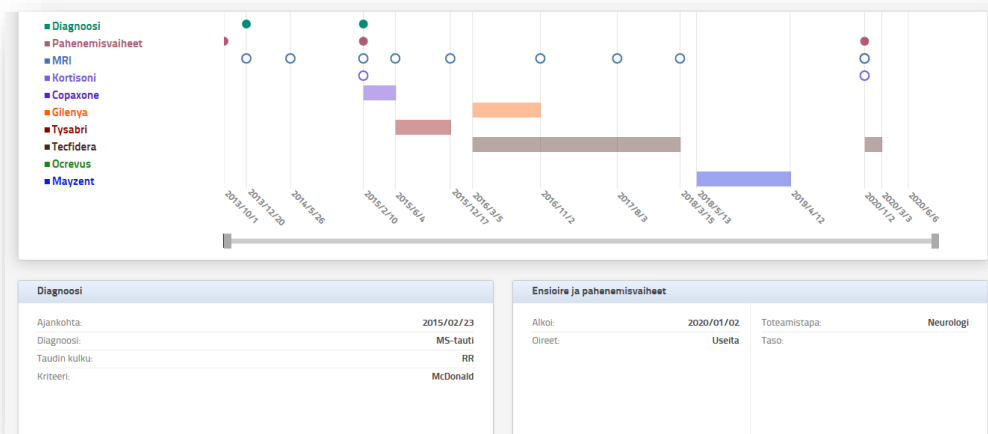 Diagnoosi
Pahenemisvaiheet
MRI
Kortisoni
Copaxone
Gilenya
Tysabri
Tecfidera
Ocrevus
Mayzent
2013/10/1
2013/12/20
2014/5/26
2015/2/10
2015/6/4
2015/12/17
2016/3/5
2016/11/2
2017/8/3
2018/3/15
2018/5/13
2019/4/12
2020/1/2
2020/3/3
2020/6/6
Diagnoosi
Ajankohta: 2015/02/23
Diagnoosi: MS-tauti
Taudin kulku: RR
Kriteeri: McDonald
Ensioire ja pahenemisvaiheet
Alkoi: 2020/01/02 Toteamistapa: Neurologi
Oireet: Useita Taso: